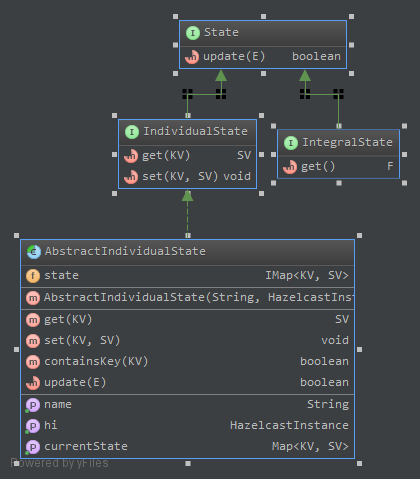 State
update(E) boolean
IndividualState
get(KV) SV
set(KV, SV) void
IntegralState
get() F
AbstractIndividualState
state IMap<KV, SV>
AbstractIndividualState(String, HazelcastInst
get(KV) SV
set(KV, SV) void
containsKey(KV) boolean
update(E) boolean
name String
hi HazelcastInstance
currentState Map<KV, SV>
Powered by yFiles